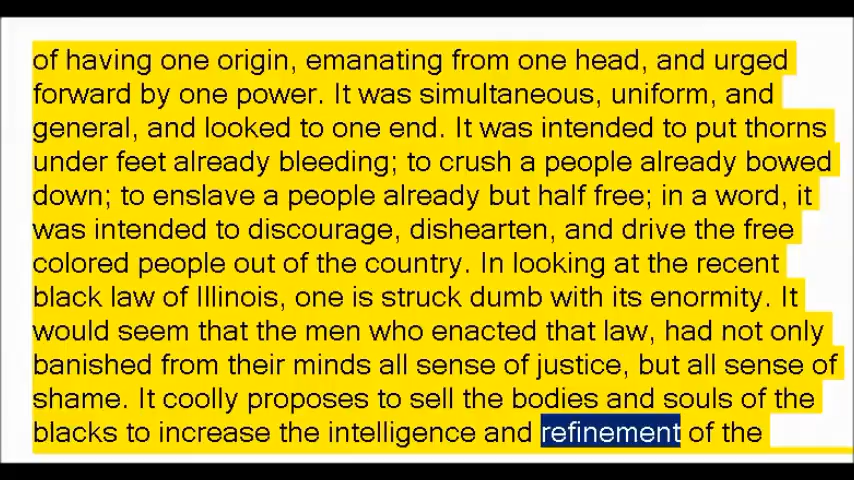 of having one origin, emanating from one head, and urged
forward by one power. It was simultaneous, uniform, and
general, and looked to one end. It was intended to put thorns
under feet already bleeding; to crush a people already bowed
down; to enslave a people already but half free; in a word, it
was intended to discourage, dishearten, and drive the free
colored people out of the country. In looking at the recent
black law of Illinois, one is struck dumb with its enormity. It
would seem that the men who enacted that law, had not only
banished from their minds all sense of justice, but all sense of
shame. It coolly proposes to sell the bodies and souls of the
blacks to increase the intelligence and refinement of the